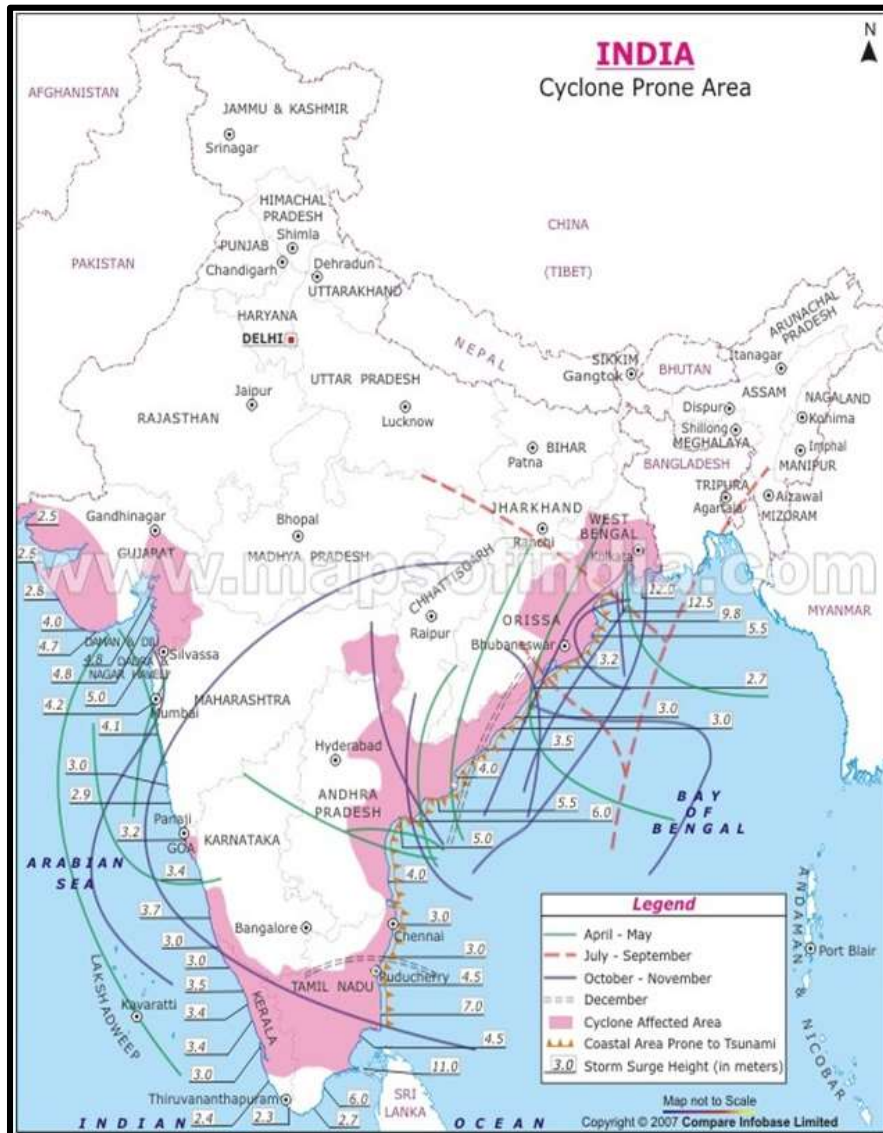 INDIA
Cyclone Prone Area
N
AFGHANISTAN
JAMMU & KASHMIR
Srinagar
HIMACHAL
PRADESH
Shimla
PUNJAB
Chandigarh
Dehradun
UTTARAKHAND
PAKISTAN
CHINA
(TIBET)
HARYANA
DELHI
NEPAL
SIKKIM
Gangtok
BHUTAN
ARUNACHAL
PRADESH
Itanagar
ASSAM
NAGALAND
Dispur
Kohima
Shillong
MEGHALAYA
Imphal
MANIPUR
BANGLADESH
TRIPURA
Agartala
Aizawal
MIZORAM
Jaipur
RAJASTHAN
UTTAR PRADESH
Lucknow
BIHAR
Patna
JHARKHAND
Ranchi
WEST
BENGAL
Kolkata
2.5
Gandhinagar
GUJARAT
Bhopal
MADHYA PRADESH
CHHATTISGARH
Raipur
ORISSA
Bhubaneswar
www.mapsofindia.com
MYANMAR
2.5
2.8
4.0
4.7
DAMAN & DIU
4.8
4.8
DADRA &
NAGAR HAVELI
Silvassa
5.0
4.2
Mumbai
MAHARASHTRA
4.1
3.0
2.9
12.0
12.5
9.8
5.5
3.2
2.7
3.0
3.0
3.5
4.0
5.5
6.0
5.0
Hyderabad
ANDHRA
PRADESH
BAY
OF
BENGAL
Panaji
GOA
3.2
KARNATAKA
ARABIAN
SEA
3.4
4.0
3.7
Bangalore
3.0
Chennai
3.0
3.0
3.0
3.5
TAMIL NADU
Puducherry
4.5
7.0
LAKSHADWEEP
Kavaratti
3.4
KERALA
3.4
4.5
3.0
11.0
Thiruvananthapuram
6.0
2.4
2.3
2.7
SRI
LANKA
INDIAN OCEAN
ANDAMAN & NICOBAR
Port Blair
Legend
April - May
July - September
October - November
December
Cyclone Affected Area
Coastal Area Prone to Tsunami
3.0 Storm Surge Height (in meters)
Map not to Scale
Copyright © 2007 Compare Infobase Limited